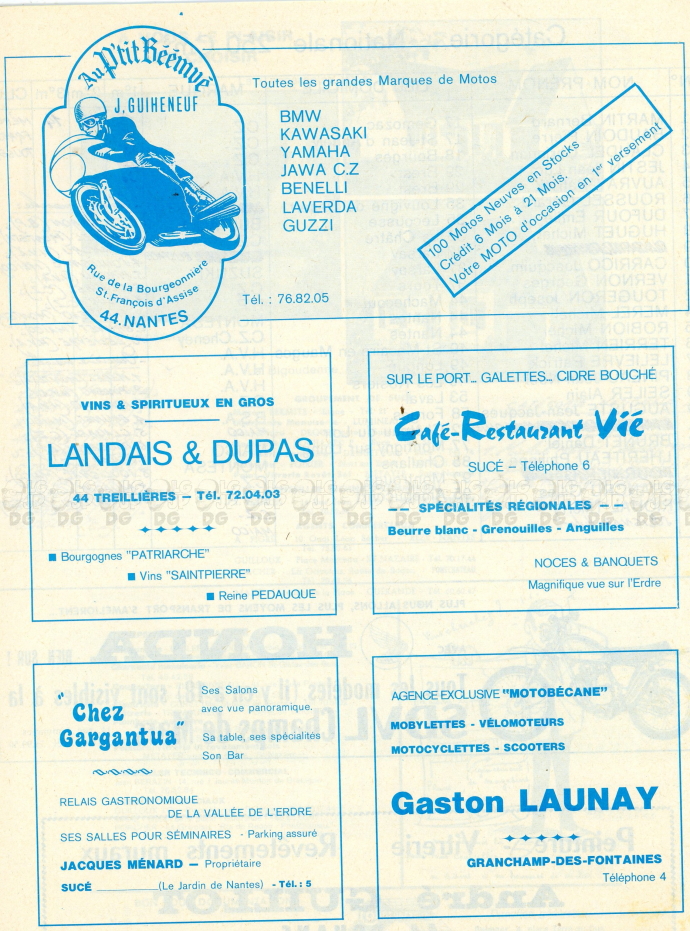 Au P'tit Béémvé
J. GUIHENEUF
Rue de la Bourgeonnière
St. François d'Assise
44. NANTES
Toutes les grandes Marques de Motos
BMW
KAWASAKI
YAMAHA
JAWA C.Z
BENELLI
LAVERDA
GUZZI
Tél. : 76.82.05
100 Motos Neuves en Stocks
Crédit 6 Mois à 21 Mois.
Votre MOTO d'occasion en 1er versement
VINS & SPIRITUEUX EN GROS
LANDAIS & DUPAS
44 TREILLIÈRES — Tél. 72.04.03
■ Bourgognes "PATRIARCHE"
■ Vins "SAINTPIERRE"
■ Reine PEDAUQUE
SUR LE PORT... GALETTES... CIDRE BOUCHÉ
Café-Restaurant Vié
SUCÉ — Téléphone 6
–– SPÉCIALITÉS RÉGIONALES ––
Beurre blanc - Grenouilles - Anguilles
NOCES & BANQUETS
Magnifique vue sur l'Erdre
"Chez
Gargantua"
Ses Salons
avec vue panoramique.
Sa table, ses spécialités
Son Bar
RELAIS GASTRONOMIQUE
DE LA VALLÉE DE L'ERDRE
SES SALLES POUR SÉMINAIRES - Parking assuré
JACQUES MÉNARD — Propriétaire
SUCÉ __________(Le Jardin de Nantes) - Tél. : 5
AGENCE EXCLUSIVE "MOTOBÉCANE"
MOBYLETTES - VÉLOMOTEURS
MOTOCYCLETTES - SCOOTERS
Gaston LAUNAY
GRANCHAMP-DES-FONTAINES
Téléphone 4